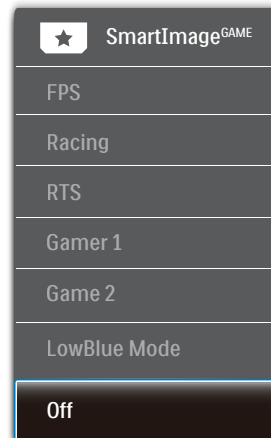 SmartImageGAME
FPS
Racing
RTS
Gamer 1
Game 2
LowBlue Mode
Off